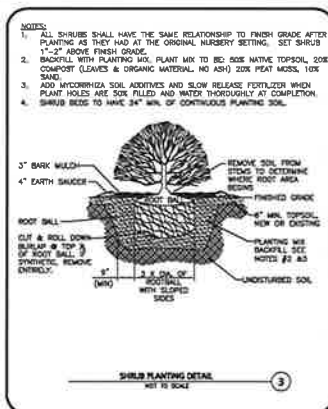 NOTES:
1. ALL SHRUBS SHALL HAVE THE SAME RELATIONSHIP TO FINISH GRADE AFTER
PLANTING AS THEY HAD AT THE ORIGINAL NURSERY SETTING. SET SHRUB
1"-2" ABOVE FINISH GRADE.
2. BACKFILL WITH PLANTING MIX, PLANT MIX TO BE: 50% NATIVE TOPSOIL, 20%
COMPOST (LEAVES & ORGANIC MATERIAL, NO ASH) 20% PEAT MOSS, 10%
SAND.
3. ADD MYCORRHIZA SOIL ADDITIVES AND SLOW RELEASE FERTILIZER WHEN
PLANT HOLES ARE 50% FILLED AND WATER THOROUGHLY AT COMPLETION.
4. SHRUB BEDS TO HAVE 24" MIN. OF CONTINUOUS PLANTING SOIL.
3" BARK MULCH
4" EARTH SAUCER
ROOT BALL
CUT & ROLL DOWN
BURLAP @ TOP
OF ROOT BALL. IF
SYNTHETIC, REMOVE
ENTIRELY.
ROOT BALL
9"
(MIN)
3 X DIA. OF
ROOTBALL
WITH SLOPED
SIDES
REMOVE SOIL FROM
STEMS TO DETERMINE
WHERE ROOT AREA
BEGINS
FINISHED GRADE
6" MIN. TOPSOIL,
NEW OR EXISTING
PLANTING MIX
BACKFILL SEE
NOTES #2 &3
UNDISTURBED SOIL
SHRUB PLANTING DETAIL
NOT TO SCALE
3